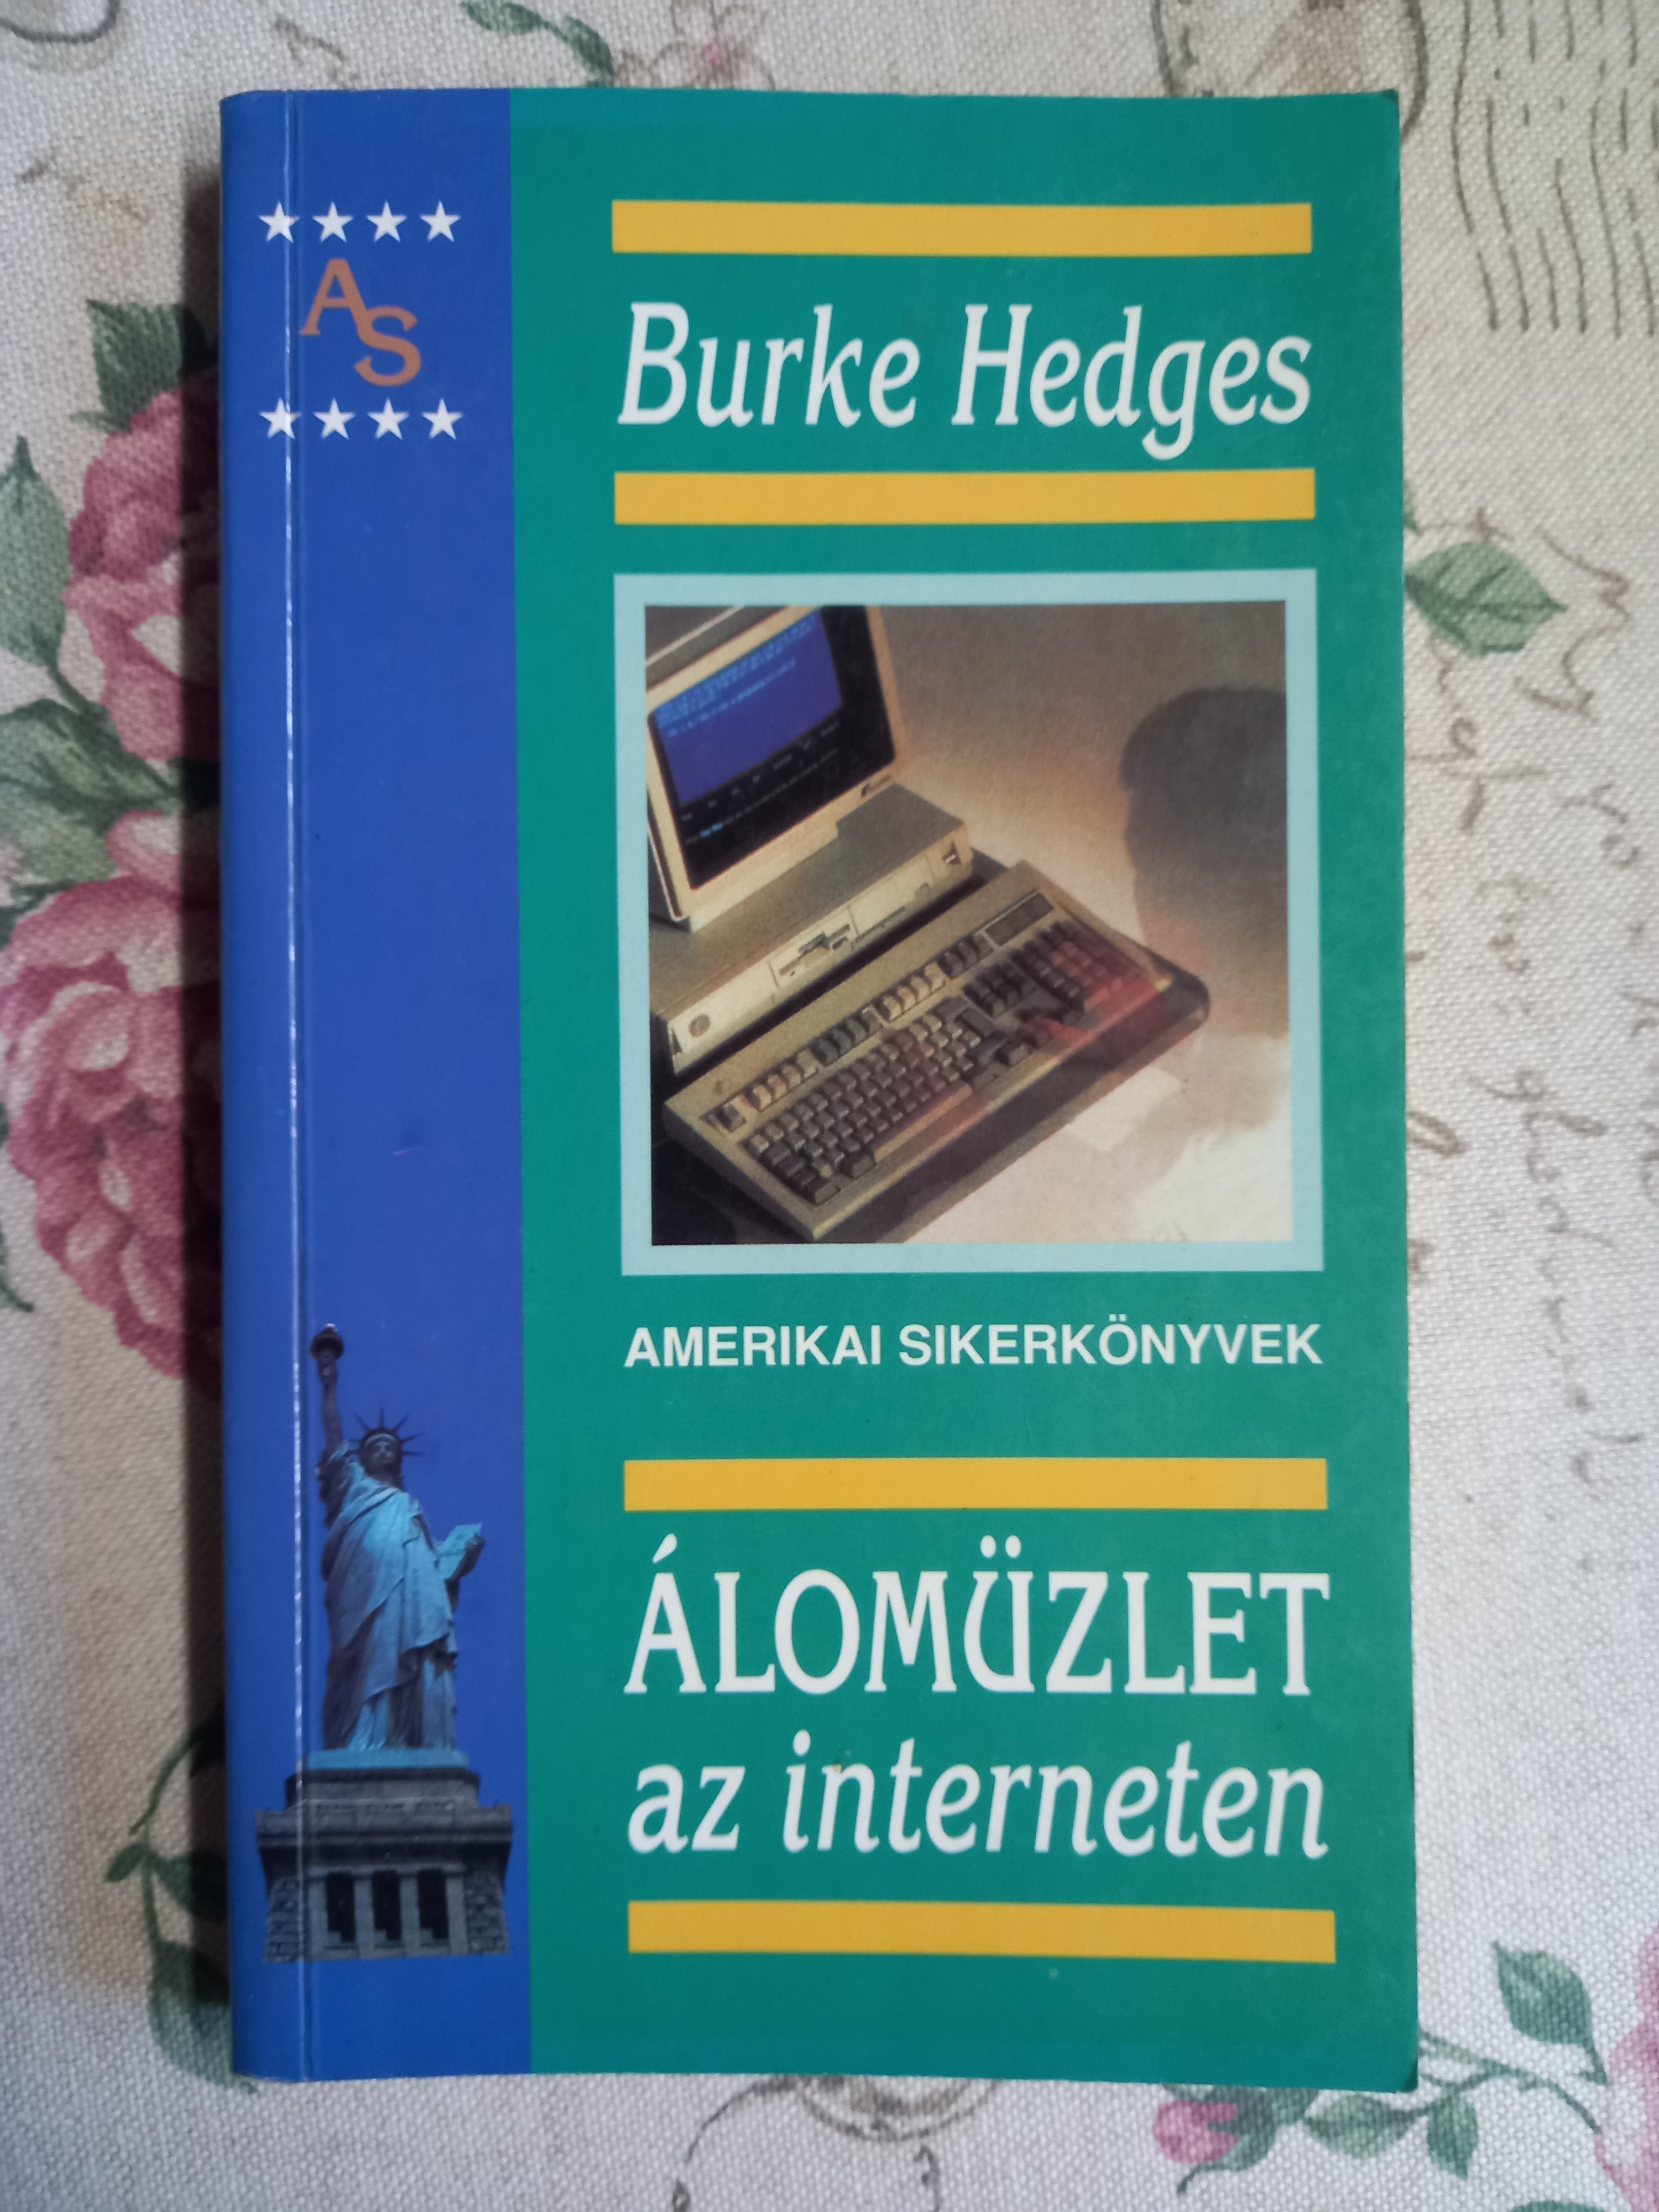 AS
Burke Hedges
AMERIKAI SIKERKÖNYVEK
ÁLOMÜZLET
az interneten